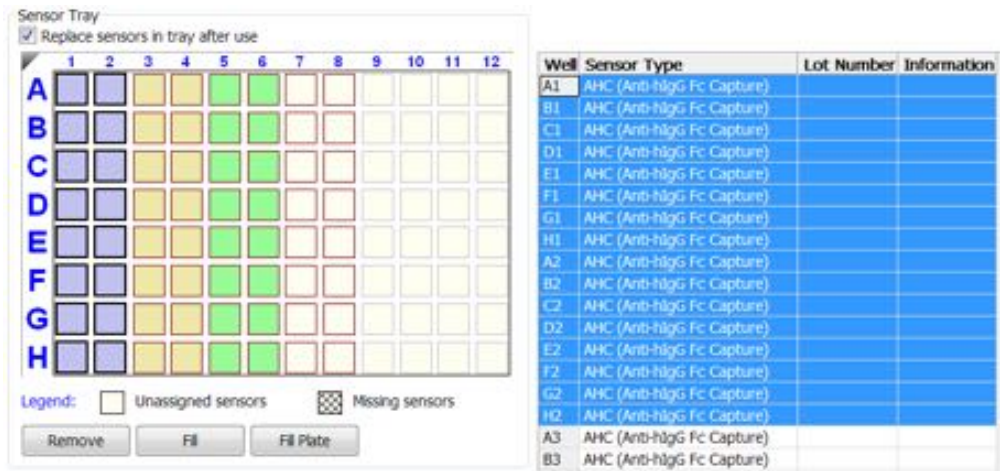 Sensor Tray
Replace sensors in tray after use
1 2 3 4 5 6 7 8 9 10 11 12
A
B
C
D
E
F
G
H
Legend: Unassigned sensors Missing sensors
Remove Fill Fill Plate
Well Sensor Type Lot Number Information
A1 AHC (Anti-hIgG Fc Capture)
B1 AHC (Anti-hIgG Fc Capture)
C1 AHC (Anti-hIgG Fc Capture)
D1 AHC (Anti-hIgG Fc Capture)
E1 AHC (Anti-hIgG Fc Capture)
F1 AHC (Anti-hIgG Fc Capture)
G1 AHC (Anti-hIgG Fc Capture)
H1 AHC (Anti-hIgG Fc Capture)
A2 AHC (Anti-hIgG Fc Capture)
B2 AHC (Anti-hIgG Fc Capture)
C2 AHC (Anti-hIgG Fc Capture)
D2 AHC (Anti-hIgG Fc Capture)
E2 AHC (Anti-hIgG Fc Capture)
F2 AHC (Anti-hIgG Fc Capture)
G2 AHC (Anti-hIgG Fc Capture)
H2 AHC (Anti-hIgG Fc Capture)
A3 AHC (Anti-hIgG Fc Capture)
B3 AHC (Anti-hIgG Fc Capture)